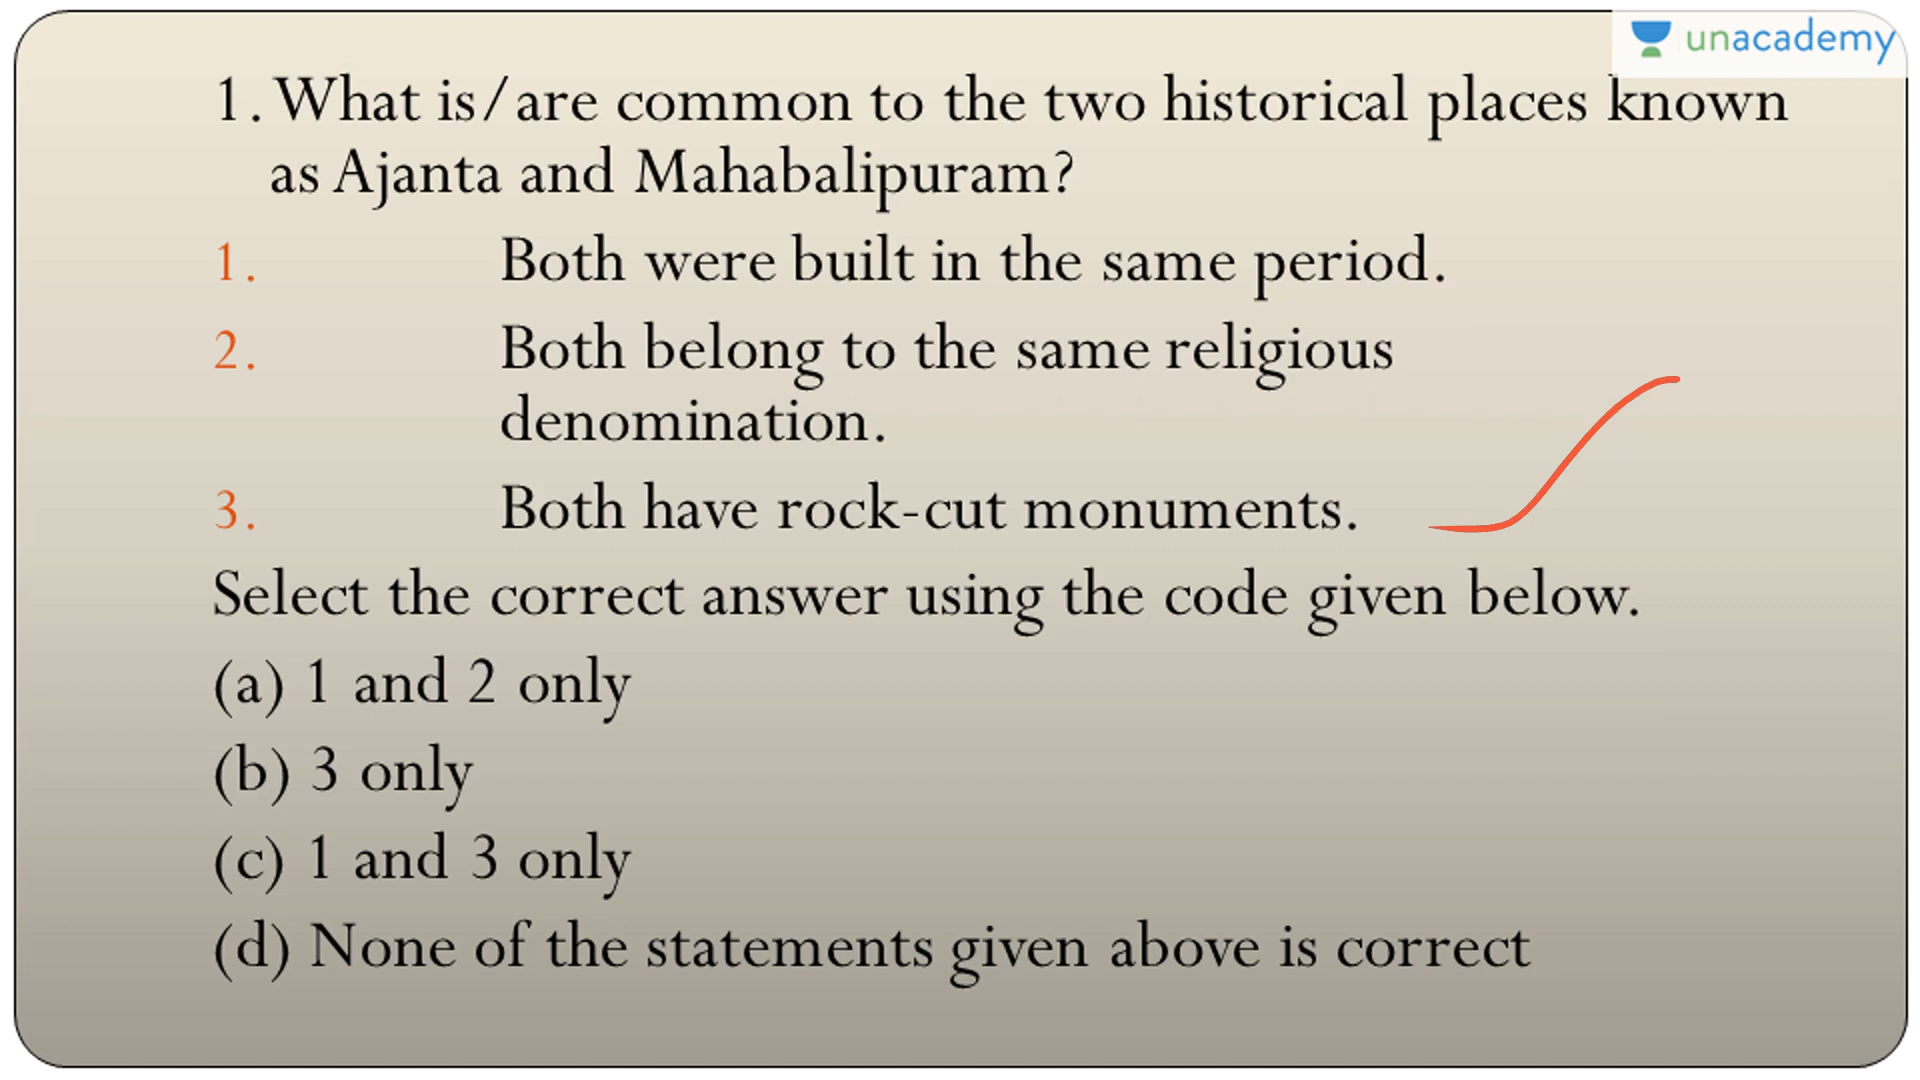 unacademy
1. What is/are common to the two historical places known
as Ajanta and Mahabalipuram?
1. Both were built in the same period.
2. Both belong to the same religious
denomination.
3. Both have rock-cut monuments.
Select the correct answer using the code given below.
(a) 1 and 2 only
(b) 3 only
(c) 1 and 3 only
(d) None of the statements given above is correct